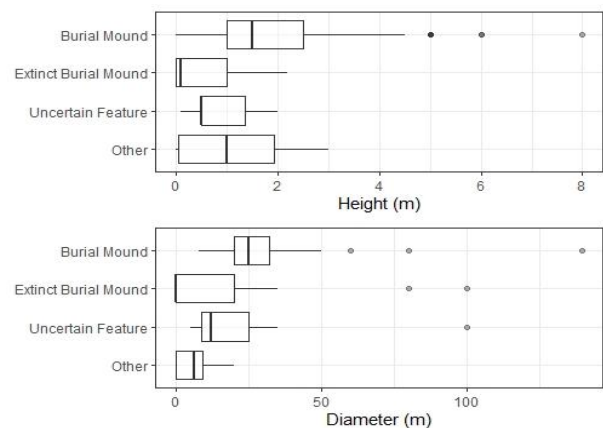 Burial Mound
Extinct Burial Mound
Uncertain Feature
Other
0 2 4 6 8
Height (m)
Burial Mound
Extinct Burial Mound
Uncertain Feature
Other
0 50 100
Diameter (m)